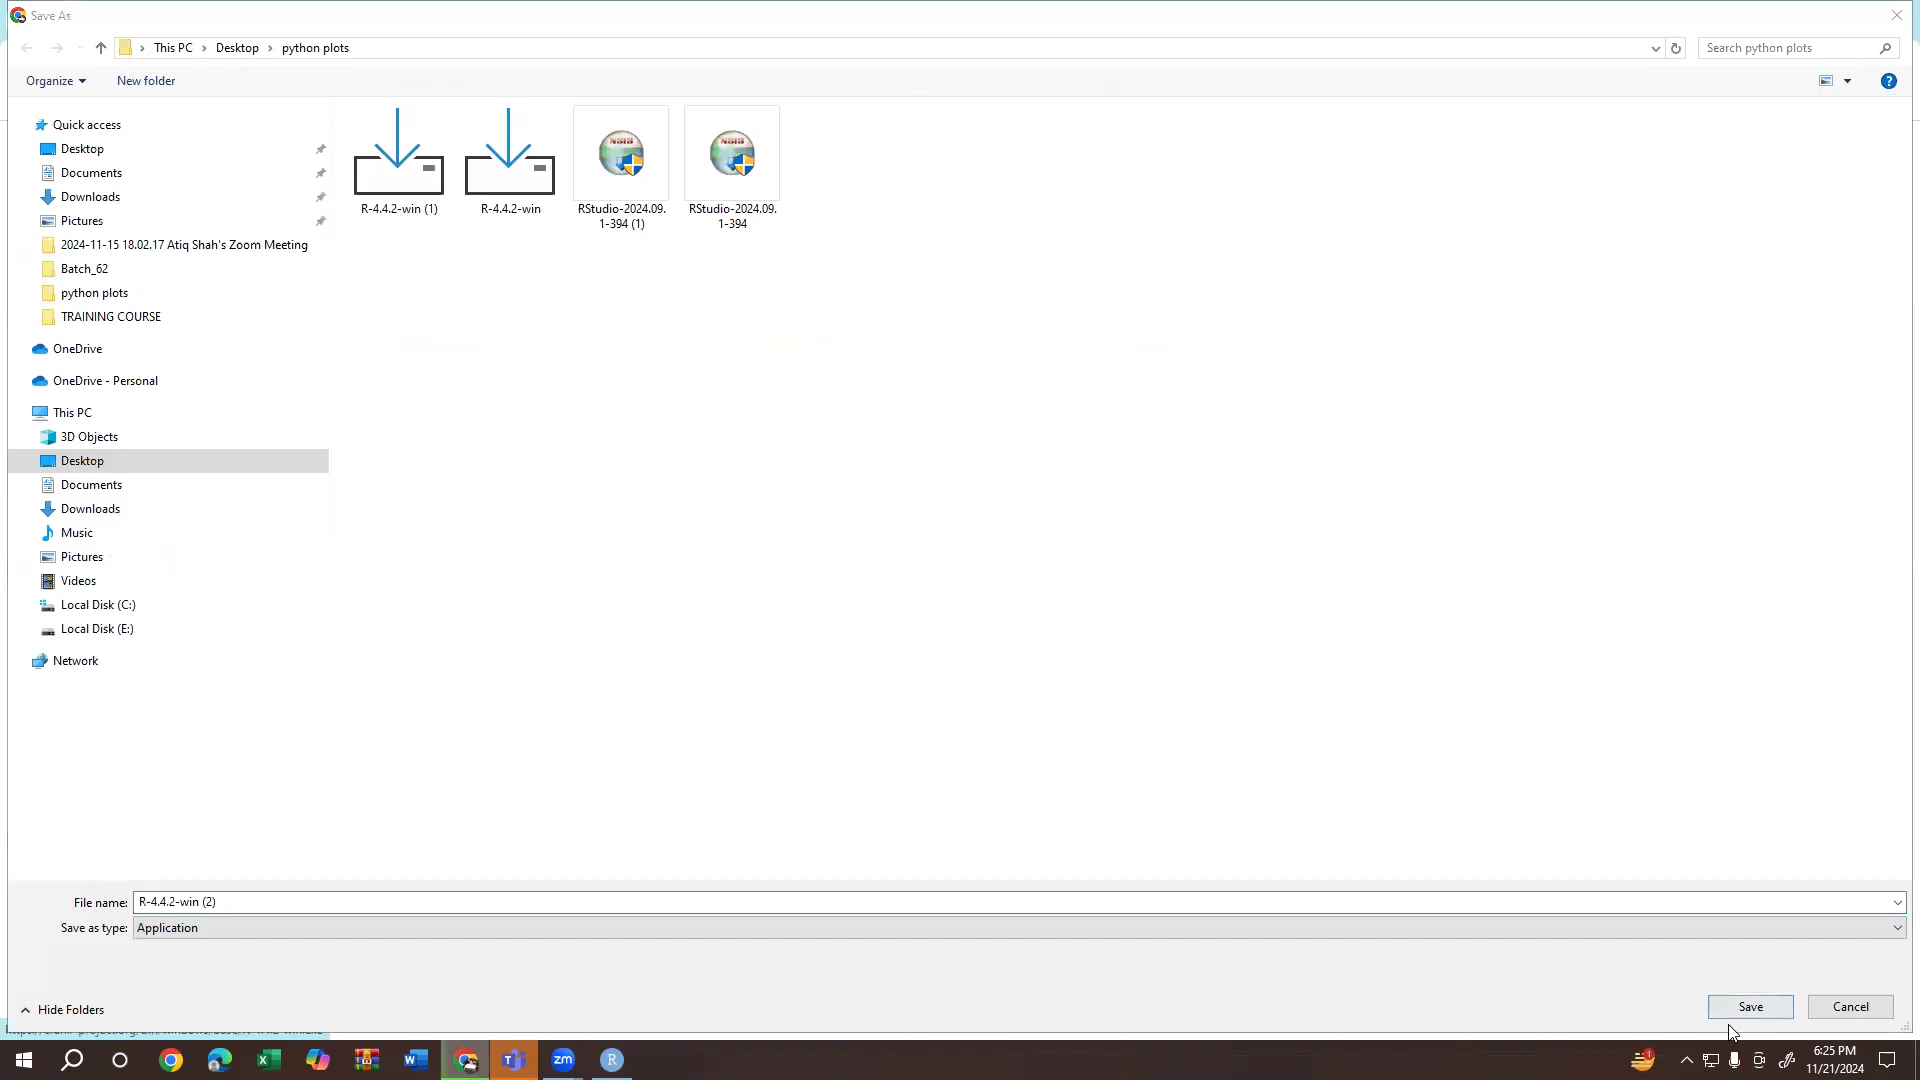 Save As
This PC
Desktop
python plots
Search python plots
Organize
New folder
Quick access
Desktop
Documents
Downloads
Pictures
2024-11-15 18.02.17 Atiq Shah's Zoom Meeting
Batch_62
python plots
TRAINING COURSE
OneDrive
OneDrive - Personal
This PC
3D Objects
Desktop
Documents
Downloads
Music
Pictures
Videos
Local Disk (C:)
Local Disk (E:)
Network
R-4.4.2-win (1)
R-4.4.2-win
RStudio-2024.09.
1-394 (1)
RStudio-2024.09.
1-394
File name: R-4.4.2-win (2)
Save as type: Application
Hide Folders
Save
Cancel
6:25 PM
11/21/2024